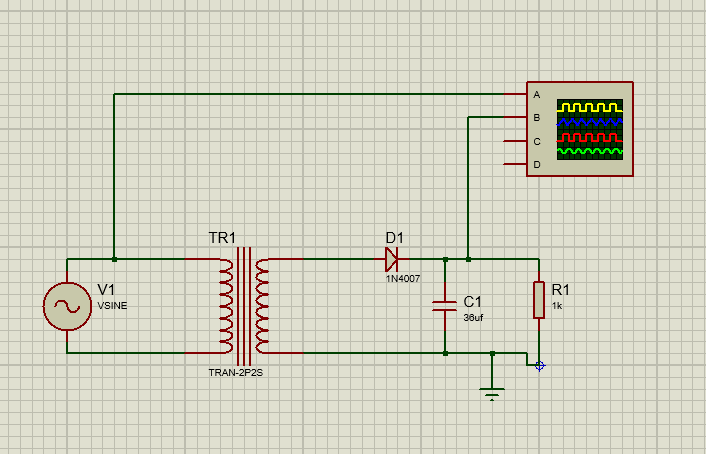 A
B
C
D
TR1
D1
1N4007
V1
VSINE
C1
36uf
R1
1k
TRAN-2P2S